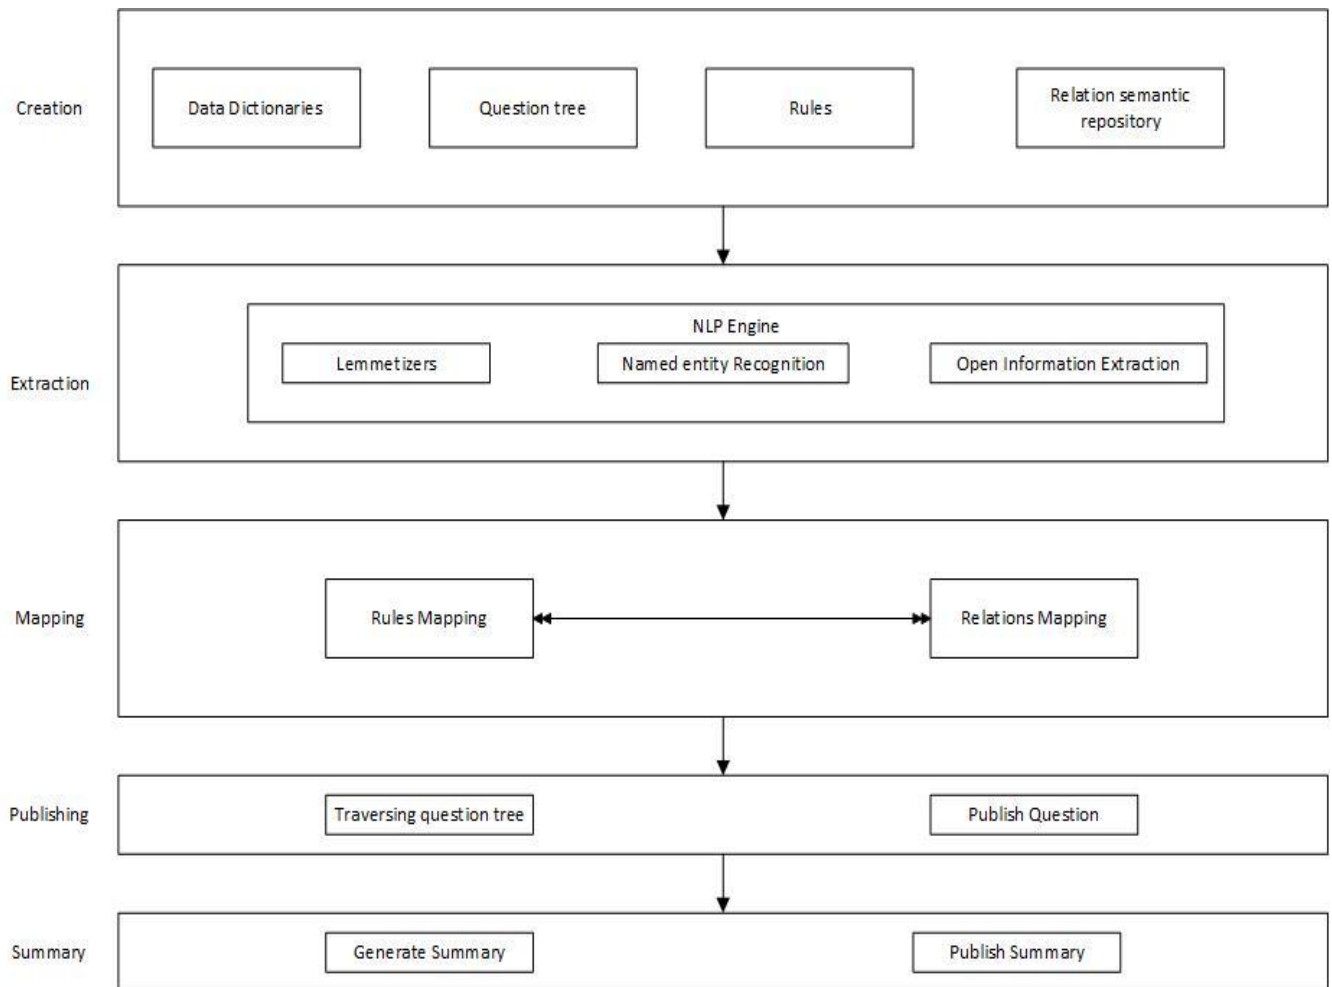 Creation
Data Dictionaries
Question tree
Rules
Relation semantic
repository
Extraction
NLP Engine
Lemmetizers
Named entity Recognition
Open Information Extraction
Mapping
Rules Mapping
Relations Mapping
Publishing
Traversing question tree
Publish Question
Summary
Generate Summary
Publish Summary